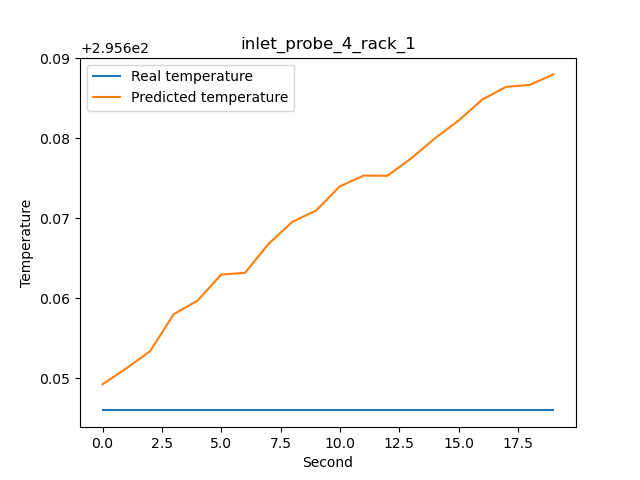 inlet_probe_4_rack_1
+2.956e2
0.09
0.08
0.07
0.06
0.05
Temperature
Real temperature
Predicted temperature
0.0 2.5 5.0 7.5 10.0 12.5 15.0 17.5
Second